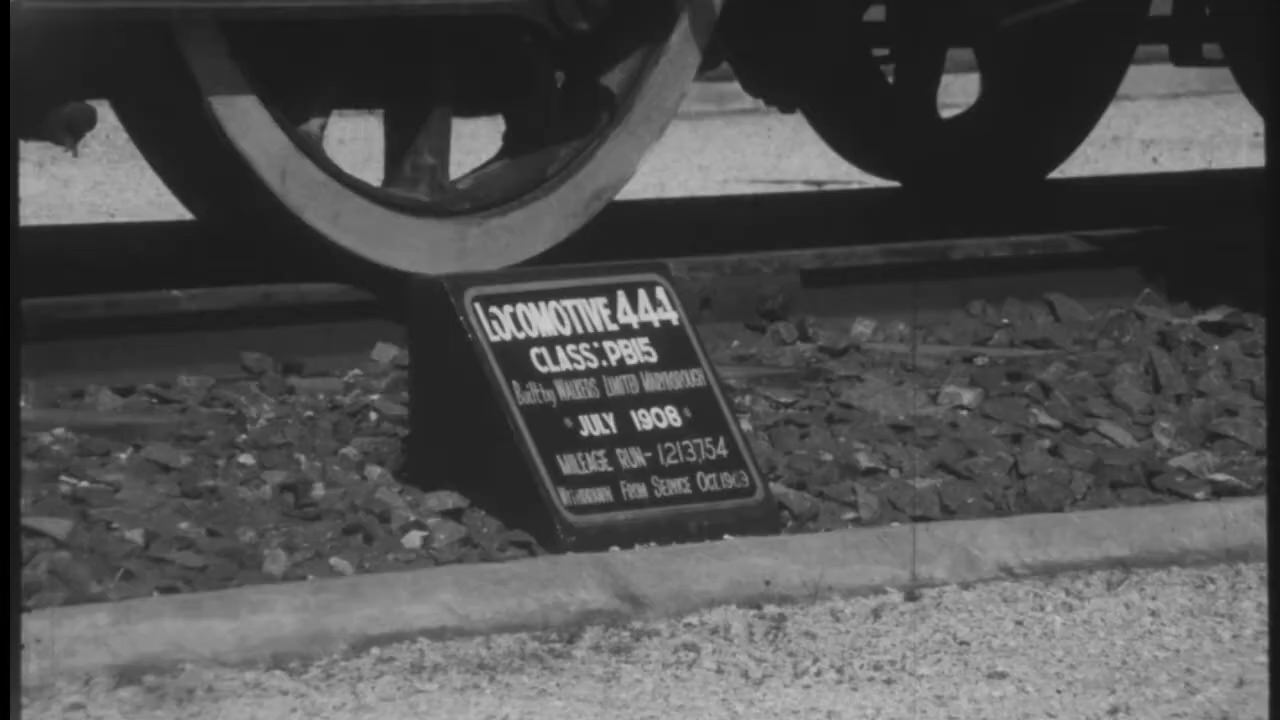 LOCOMOTIVE 444
CLASS: PB15
Built by WALKERS LIMITED MARYBOROUGH
"JULY 1908"
MILEAGE RUN- 1,213,754
WITHDRAWN FROM SERVICE OCT.